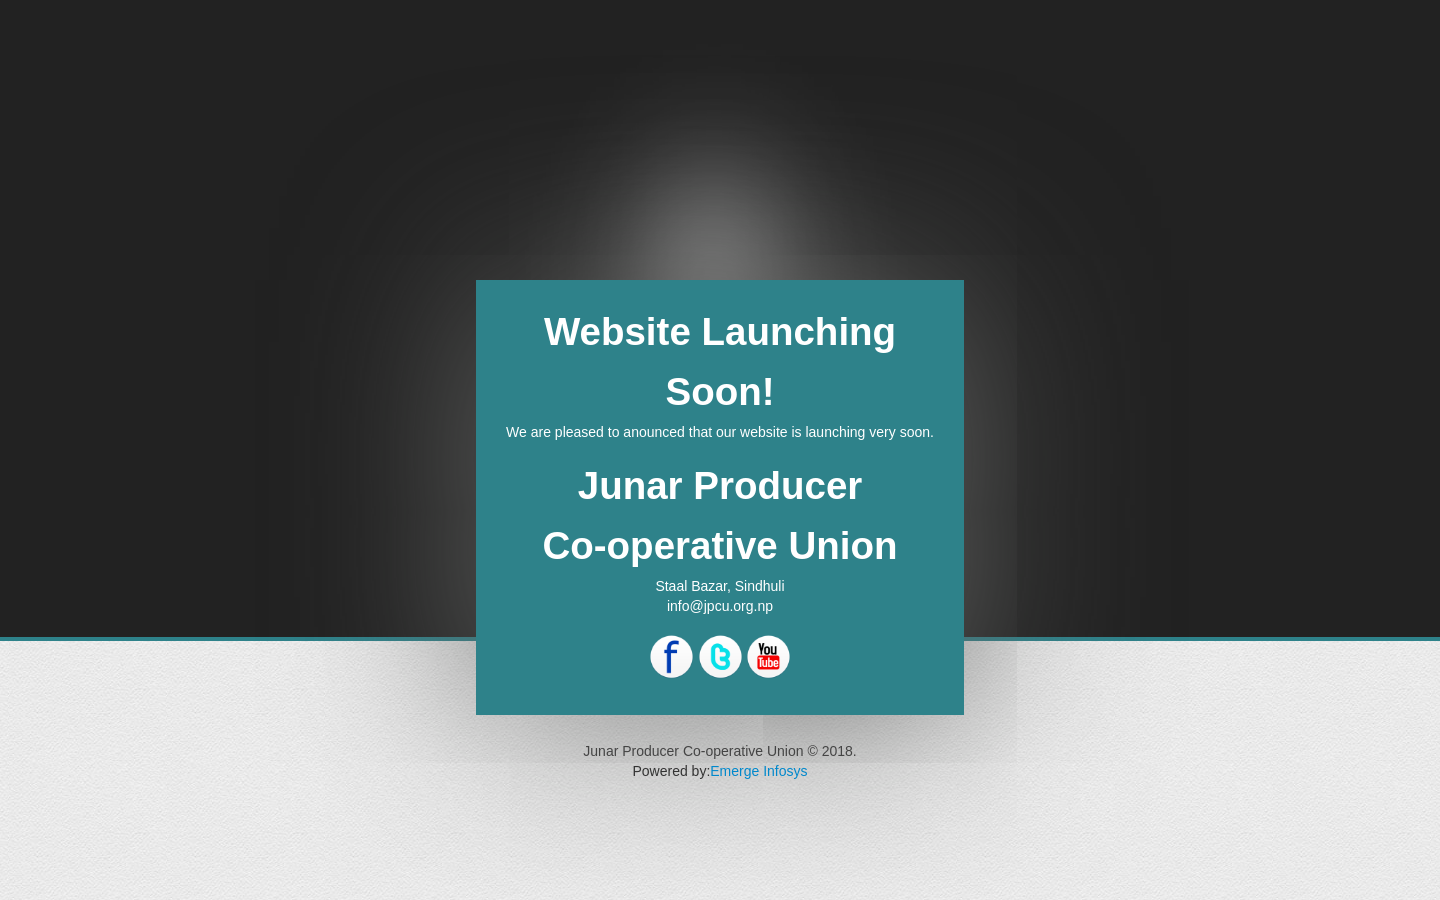 Website Launching
Soon!
We are pleased to anounced that our website is launching very soon.
Junar Producer
Co-operative Union
Staal Bazar, Sindhuli
info@jpcu.org.np
f t You Tube
Junar Producer Co-operative Union © 2018.
Powered by:Emerge Infosys